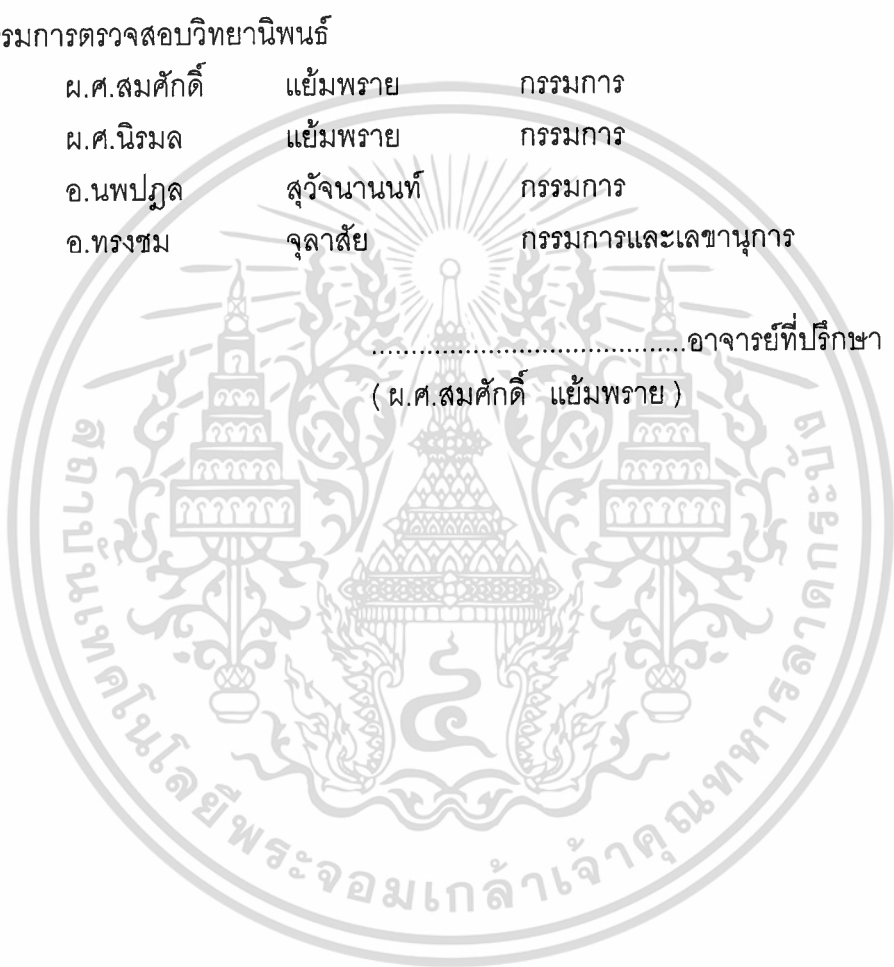 รมการตรวจสอบวิทยานิพนธ์
ผ.ศ.สมศักดิ์ แย้มพราย กรรมการ
ผ.ศ.นิรมล แย้มพราย กรรมการ
อ.นพปฎล สุวัจนานนท์ กรรมการ
อ.ทรงชม จุลาสัย กรรมการและเลขานุการ
........................................อาจารย์ที่ปรึกษา
( ผ.ศ.สมศักดิ์ แย้มพราย )
สถาบันเทคโนโลยีพระจอมเกล้าเจ้าคุณทหารลาดกระบัง
๔